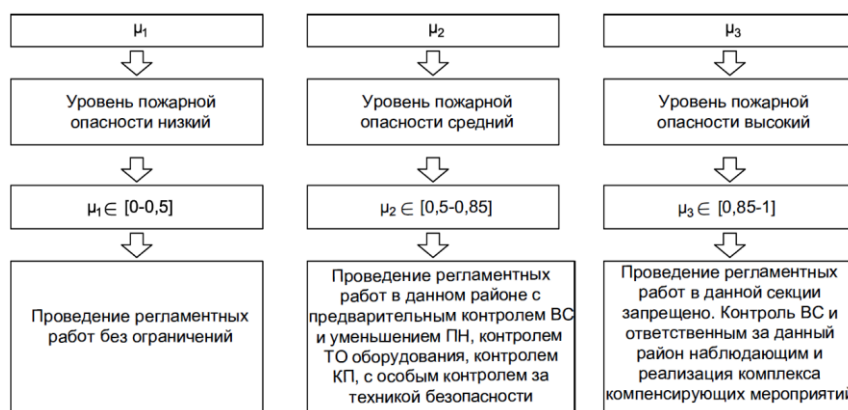 μ₁
μ₂
μ₃
Уровень пожарной
опасности низкий
Уровень пожарной
опасности средний
Уровень пожарной
опасности высокий
μ₁∈ [0-0,5]
μ₂∈ [0,5-0,85]
μ₃∈ [0,85-1]
Проведение регламентных
работ без ограничений
Проведение регламентных
работ в данном районе с
предварительным контролем ВС
и уменьшением ПН, контролем
ТО оборудования, контролем
КП, с особым контролем за
техникой безопасности
Проведение регламентных
работ в данной секции
запрещено. Контроль ВС и
ответственным за данный
район наблюдающим и
реализация комплекса
компенсирующих мероприятий